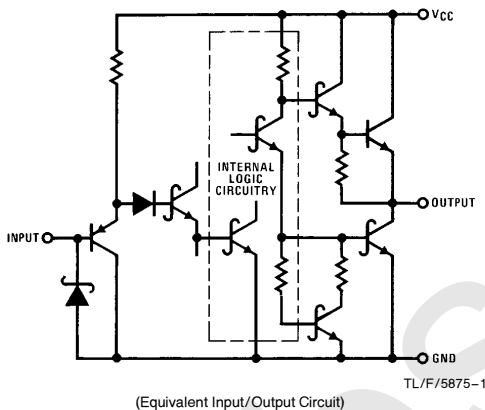 VCC
INTERNAL
LOGIC
CIRCUITRY
OUTPUT
INPUT
GND
TL/F/5875–1
(Equivalent Input/Output Circuit)